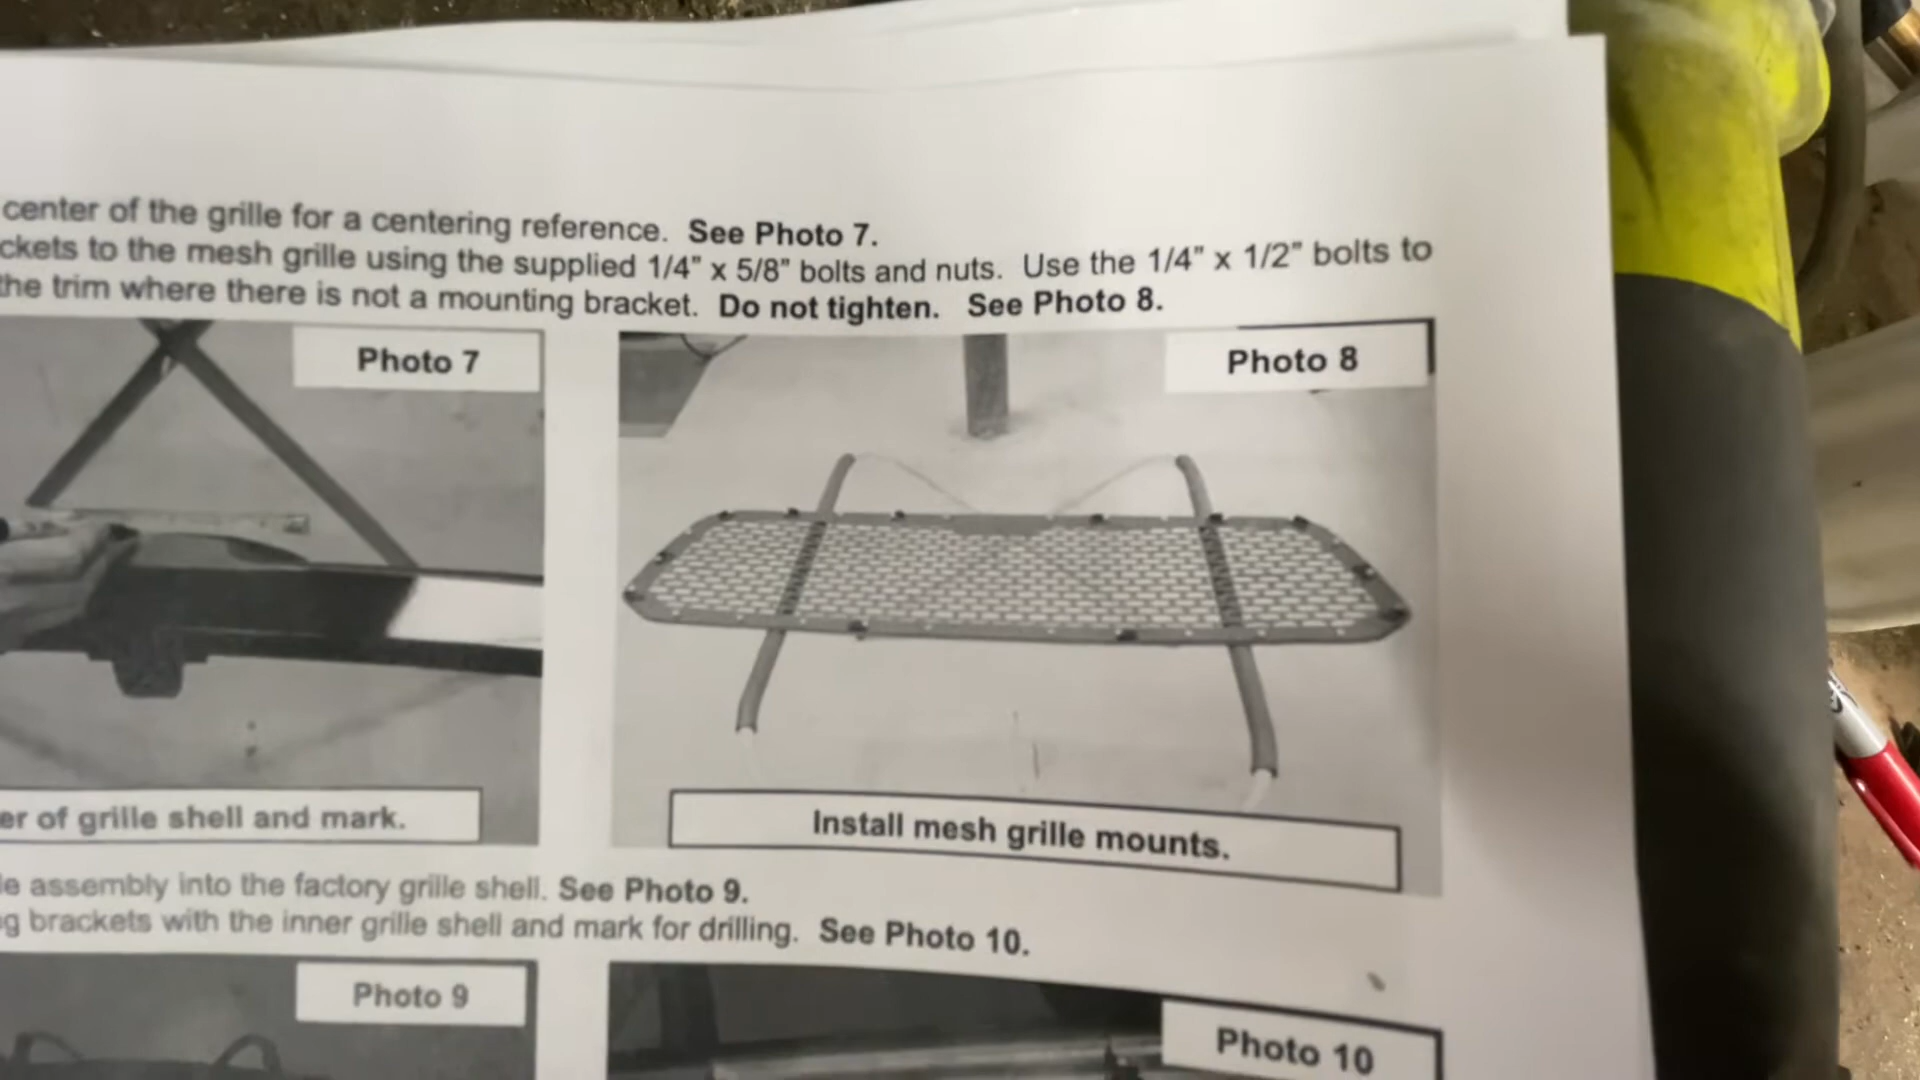 center of the grille for a centering reference. See Photo 7.
ckets to the mesh grille using the supplied 1/4" x 5/8" bolts and nuts. Use the 1/4" x 1/2" bolts to
the trim where there is not a mounting bracket. Do not tighten. See Photo 8.
Photo 7
Photo 8
er of grille shell and mark.
Install mesh grille mounts.
le assembly into the factory grille shell. See Photo 9.
g brackets with the inner grille shell and mark for drilling. See Photo 10.
Photo 9
Photo 10